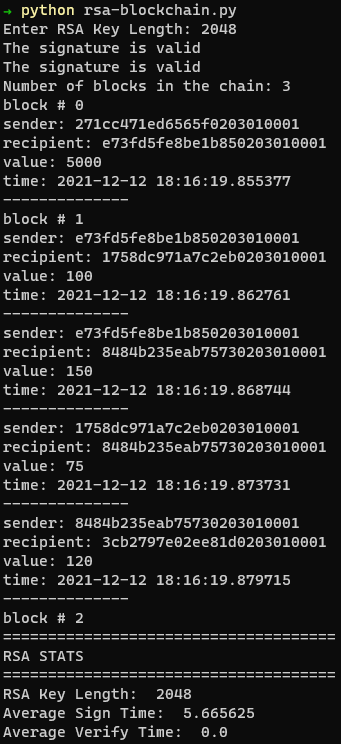 → python rsa-blockchain.py
Enter RSA Key Length: 2048
The signature is valid
The signature is valid
Number of blocks in the chain: 3
block # 0
sender: 271cc471ed6565f0203010001
recipient: e73fd5fe8be1b850203010001
value: 5000
time: 2021-12-12 18:16:19.855377
--------------
block # 1
sender: e73fd5fe8be1b850203010001
recipient: 1758dc971a7c2eb0203010001
value: 100
time: 2021-12-12 18:16:19.862761
--------------
sender: e73fd5fe8be1b850203010001
recipient: 8484b235eab75730203010001
value: 150
time: 2021-12-12 18:16:19.868744
--------------
sender: 1758dc971a7c2eb0203010001
recipient: 8484b235eab75730203010001
value: 75
time: 2021-12-12 18:16:19.873731
--------------
sender: 8484b235eab75730203010001
recipient: 3cb2797e02ee81d0203010001
value: 120
time: 2021-12-12 18:16:19.879715
--------------
block # 2
=====================================
RSA STATS
=====================================
RSA Key Length:  2048
Average Sign Time:  5.665625
Average Verify Time:  0.0